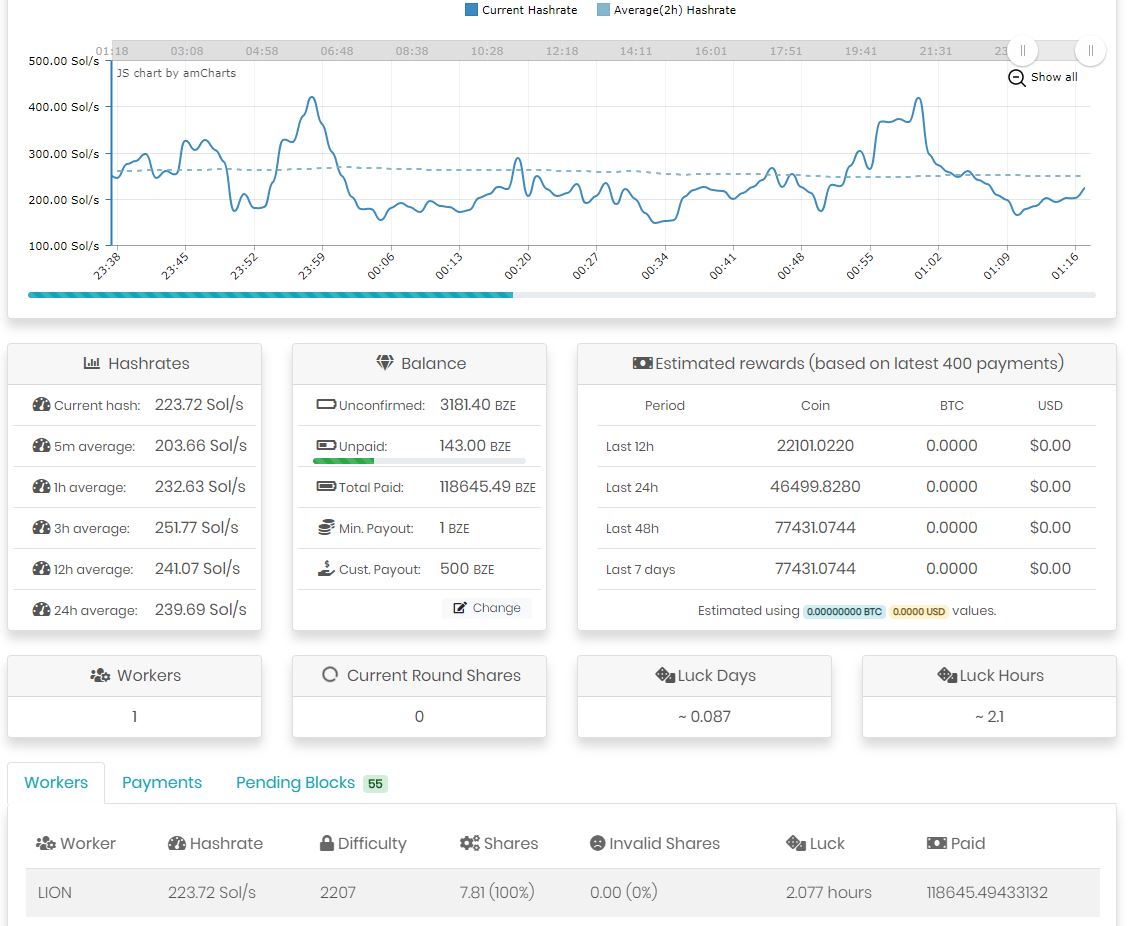 Current Hashrate Average(2h) Hashrate
01:18 03:08 04:58 06:48 08:38 10:28 12:18 14:11 16:01 17:51 19:41 21:31 23
500.00 Sol/s
JS chart by amCharts
Show all
400.00 Sol/s
300.00 Sol/s
200.00 Sol/s
100.00 Sol/s
23:38 23:45 23:52 23:59 00:06 00:13 00:20 00:27 00:34 00:41 00:48 00:55 01:02 01:09 01:16
Hashrates
Current hash: 223.72 Sol/s
5m average: 203.66 Sol/s
1h average: 232.63 Sol/s
3h average: 251.77 Sol/s
12h average: 241.07 Sol/s
24h average: 239.69 Sol/s
Balance
Unconfirmed: 3181.40 BZE
Unpaid: 143.00 BZE
Total Paid: 118645.49 BZE
Min. Payout: 1 BZE
Cust. Payout: 500 BZE
Change
Estimated rewards (based on latest 400 payments)
Period Coin BTC USD
Last 12h 22101.0220 0.0000 $0.00
Last 24h 46499.8280 0.0000 $0.00
Last 48h 77431.0744 0.0000 $0.00
Last 7 days 77431.0744 0.0000 $0.00
Estimated using 0.00000000 BTC 0.0000 USD values.
Workers
1
Current Round Shares
0
Luck Days
~ 0.087
Luck Hours
~ 2.1
Workers Payments Pending Blocks 55
Worker Hashrate Difficulty Shares Invalid Shares Luck Paid
LION 223.72 Sol/s 2207 7.81 (100%) 0.00 (0%) 2.077 hours 118645.49433132